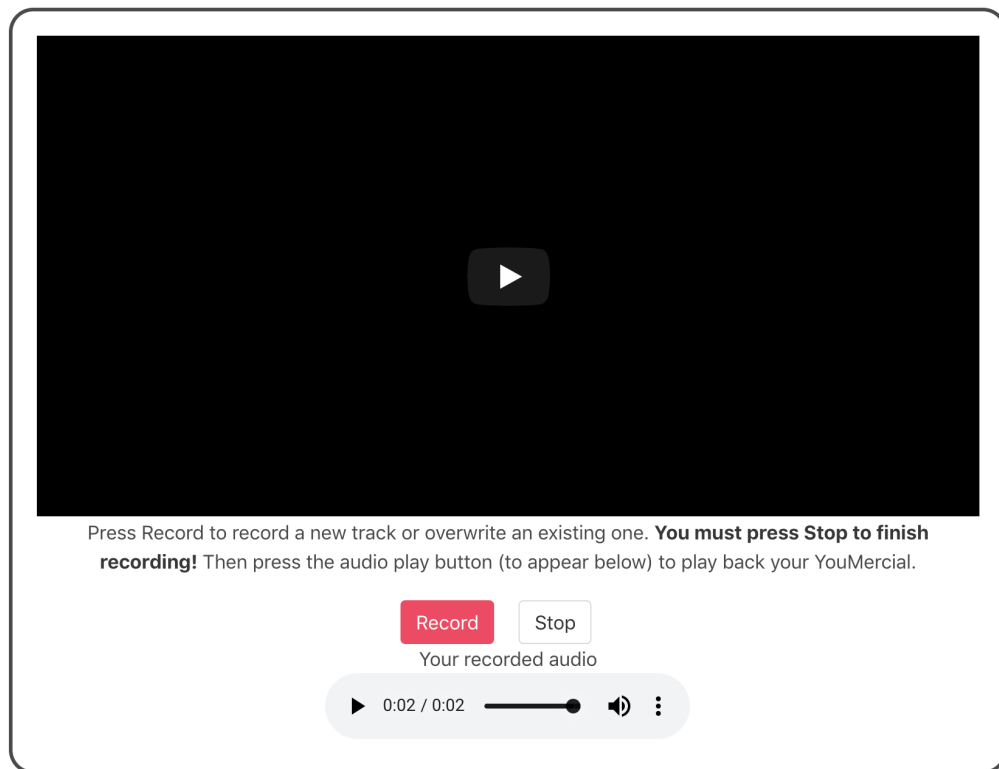 Press Record to record a new track or overwrite an existing one. You must press Stop to finish
recording! Then press the audio play button (to appear below) to play back your YouMercial.
Record Stop
Your recorded audio
0:02 / 0:02